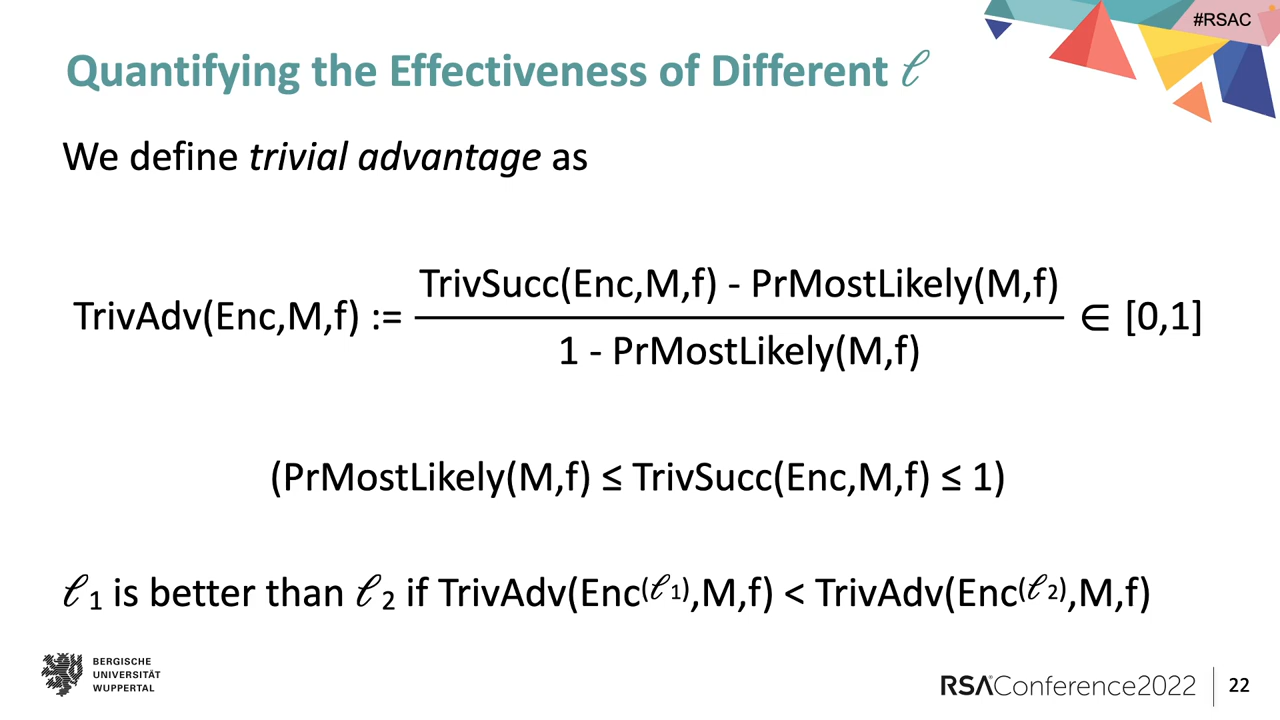 #RSAC
Quantifying the Effectiveness of Different ℓ
We define trivial advantage as
TrivAdv(Enc,M,f) := TrivSucc(Enc,M,f) - PrMostLikely(M,f) / 1 - PrMostLikely(M,f) ∈ [0,1]
(PrMostLikely(M,f) ≤ TrivSucc(Enc,M,f) ≤ 1)
ℓ1 is better than ℓ2 if TrivAdv(Enc(ℓ1),M,f) < TrivAdv(Enc(ℓ2),M,f)
BERGISCHE
UNIVERSITÄT
WUPPERTAL
RSAConference2022
22